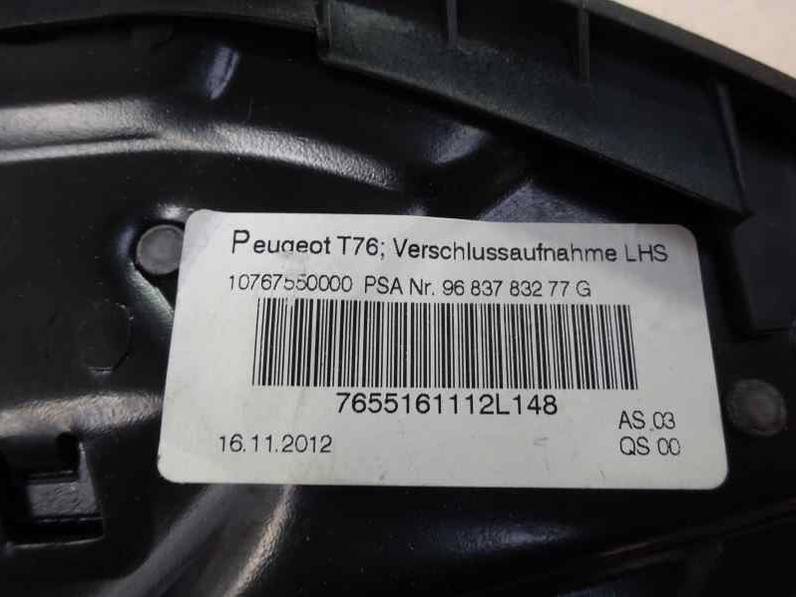 Peugeot T76; Verschlussaufnahme LHS
10767550000 PSA Nr. 96 837 832 77 G
7655161112L148
AS 03
16.11.2012 QS 00